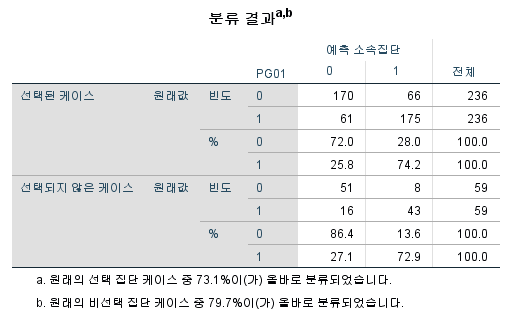 분류 결과a,b
예측 소속집단
PG01 0 1 전체
선택된 케이스 원래값 빈도 0 170 66 236
1 61 175 236
% 0 72.0 28.0 100.0
1 25.8 74.2 100.0
선택되지 않은 케이스 원래값 빈도 0 51 8 59
1 16 43 59
% 0 86.4 13.6 100.0
1 27.1 72.9 100.0
a. 원래의 선택 집단 케이스 중 73.1%이(가) 올바로 분류되었습니다.
b. 원래의 비선택 집단 케이스 중 79.7%이(가) 올바로 분류되었습니다.